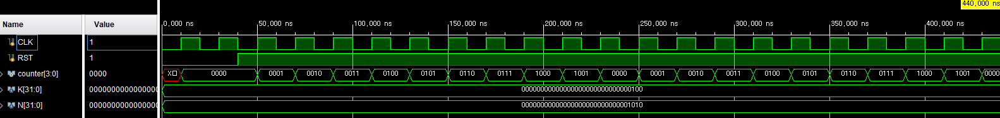 440,000 ns
Name Value
0,000 ns 50,000 ns 100,000 ns 150,000 ns 200,000 ns 250,000 ns 300,000 ns 350,000 ns 400,000 ns
CLK 1
RST 1
counter[3:0] 0000 X 0000 0001 0010 0011 0100 0101 0110 0111 1000 1001 0000 0001 0010 0011 0100 0101 0110 0111 1000 1001 0000
K[31:0] 00000000000000000000000000000100
N[31:0] 00000000000000000000000000001010